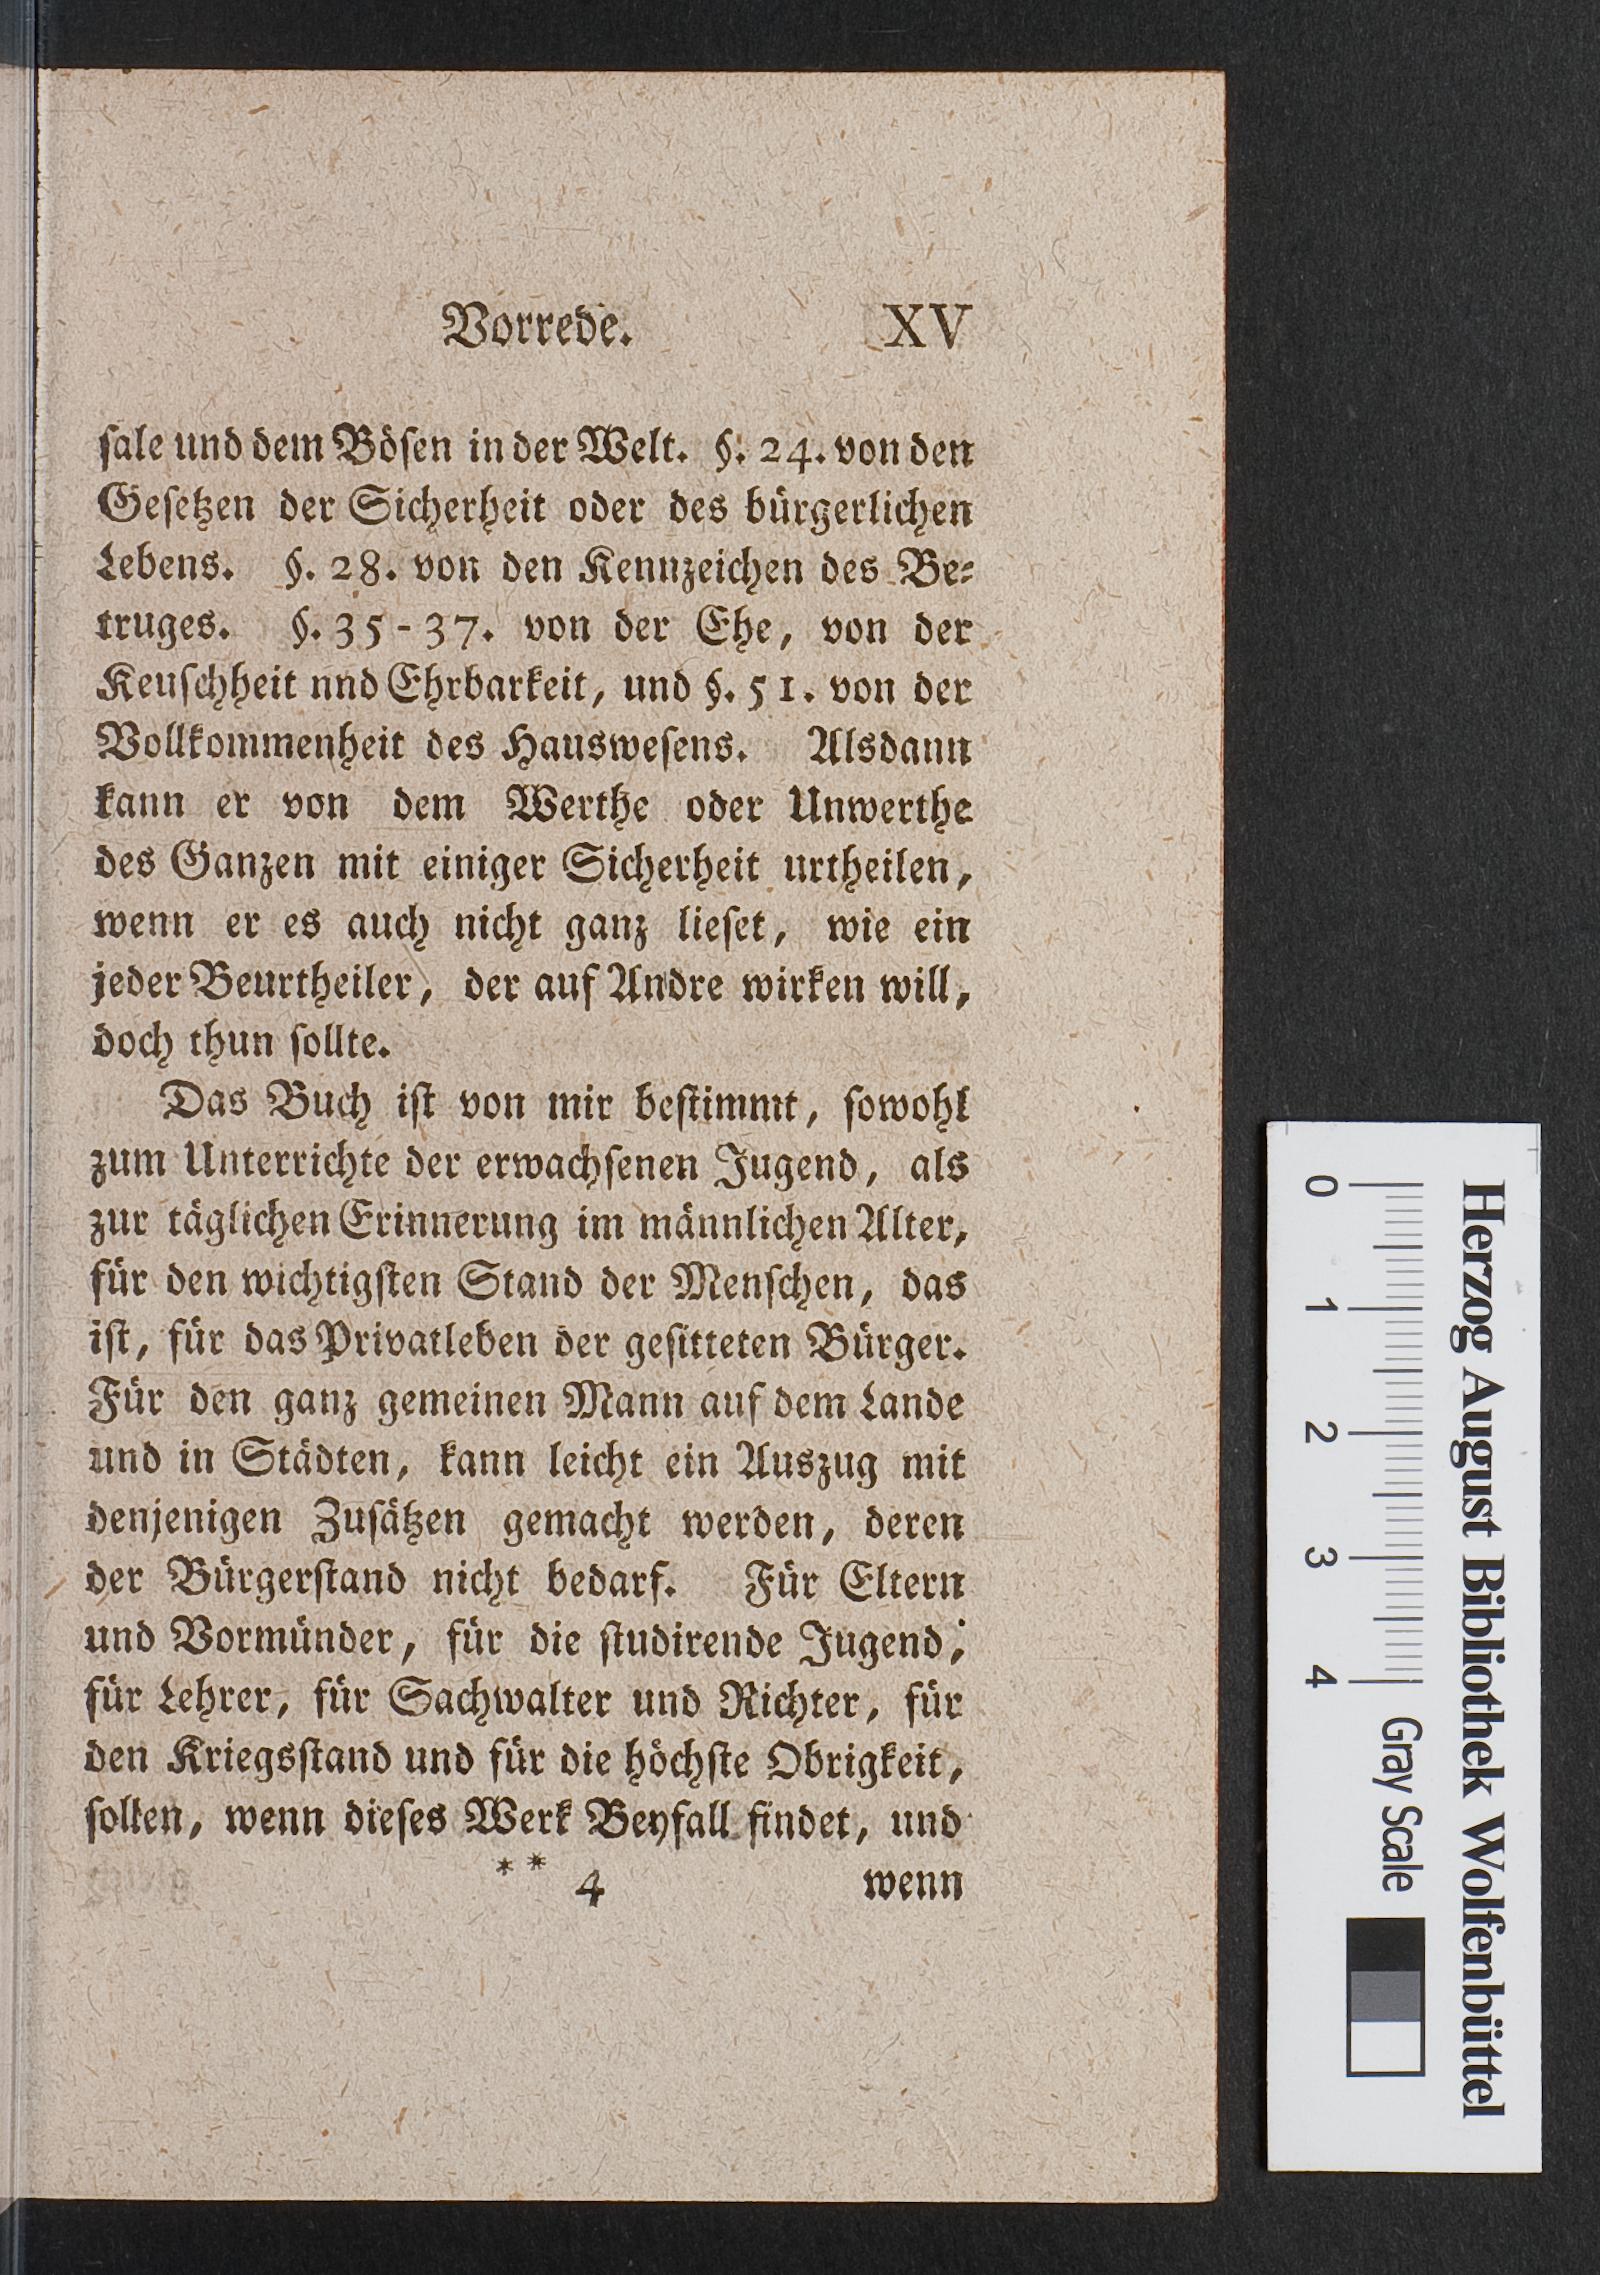 Vorrede. XV
ſale und dem Böſen in der Welt. §. 24. von den
Geſetzen der Sicherheit oder des bürgerlichen
Lebens. §. 28. von den Kennzeichen des Be⸗
truges. §. 35 - 37. von der Ehe, von der
Keuſchheit nnd Ehrbarkeit, und §. 51. von der
Vollkommenheit des Hausweſens. Alsdann
kann er von dem Werthe oder Unwerthe
des Ganzen mit einiger Sicherheit urtheilen,
wenn er es auch nicht ganz lieſet, wie ein
jeder Beurtheiler, der auf Andre wirken will,
doch thun ſollte.
Das Buch iſt von mir beſtimmt, ſowohl
zum Unterrichte der erwachſenen Jugend, als
zur täglichen Erinnerung im männlichen Alter,
für den wichtigſten Stand der Menſchen, das
iſt, für das Privatleben der geſitteten Bürger.
Für den ganz gemeinen Mann auf dem Lande
und in Städten, kann leicht ein Auszug mit
denjenigen Zuſätzen gemacht werden, deren
der Bürgerſtand nicht bedarf. Für Eltern
und Vormünder, für die ſtudirende Jugend,
für Lehrer, für Sachwalter und Richter, für
den Kriegsſtand und für die höchſte Obrigkeit,
ſollen, wenn dieſes Werk Beyfall findet, und
** 4 wenn
Herzog August Bibliothek Wolfenbüttel
0 1 2 3 4 Gray Scale